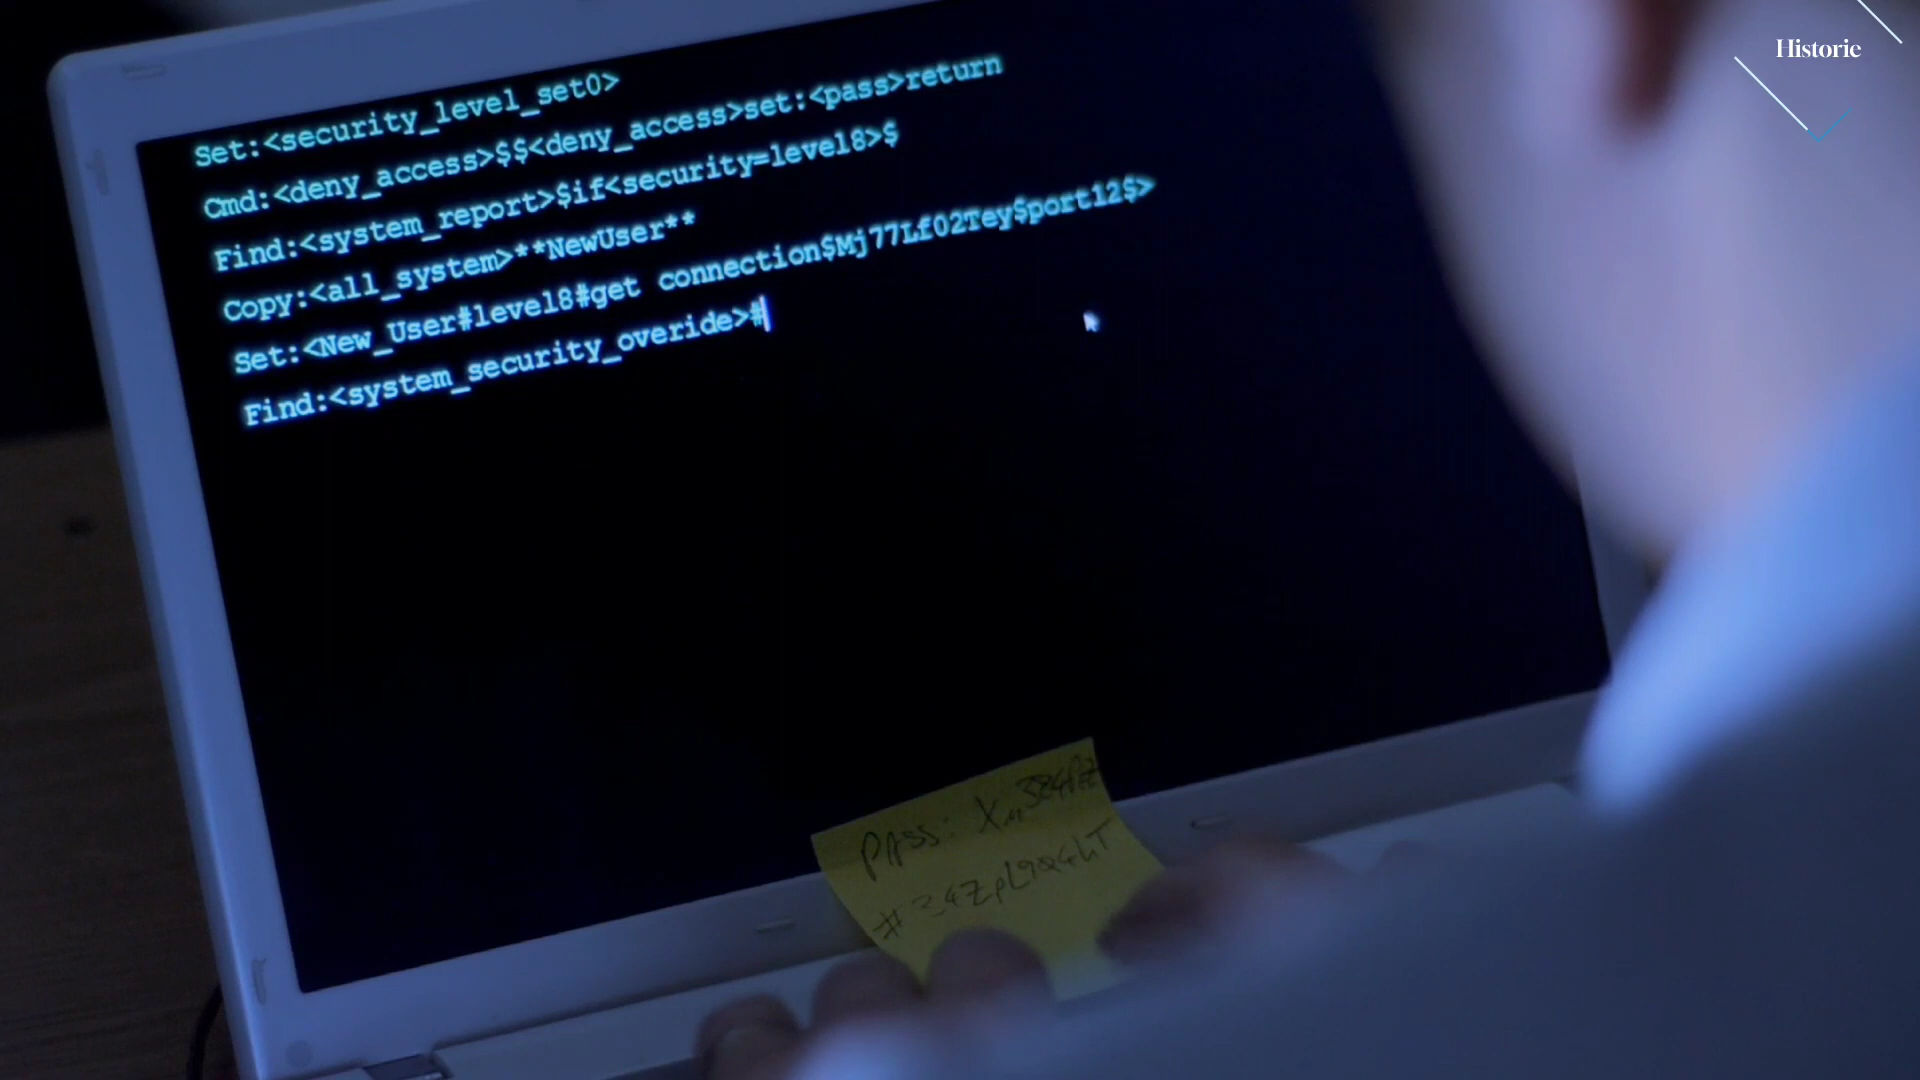 Historie
Set:<security_level_set0>
Cmd:<deny_access>$$<deny_access>set:<pass>return
Find:<system_report>$if<security=level8>$
Copy:<all_system>**NewUser**
Set:<New_User#level8#get connection$Mj77Lf02Tey$port12$>
Find:<system_security_overide>#
pass: